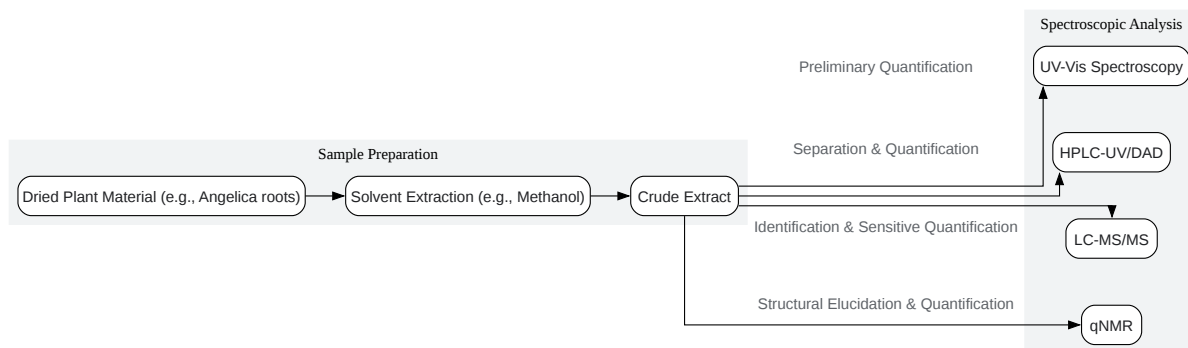 Spectroscopic Analysis
Preliminary Quantification
UV-Vis Spectroscopy
Sample Preparation
Separation & Quantification
HPLC-UV/DAD
Dried Plant Material (e.g., Angelica roots)
Solvent Extraction (e.g., Methanol)
Crude Extract
Identification & Sensitive Quantification
LC-MS/MS
Structural Elucidation & Quantification
qNMR